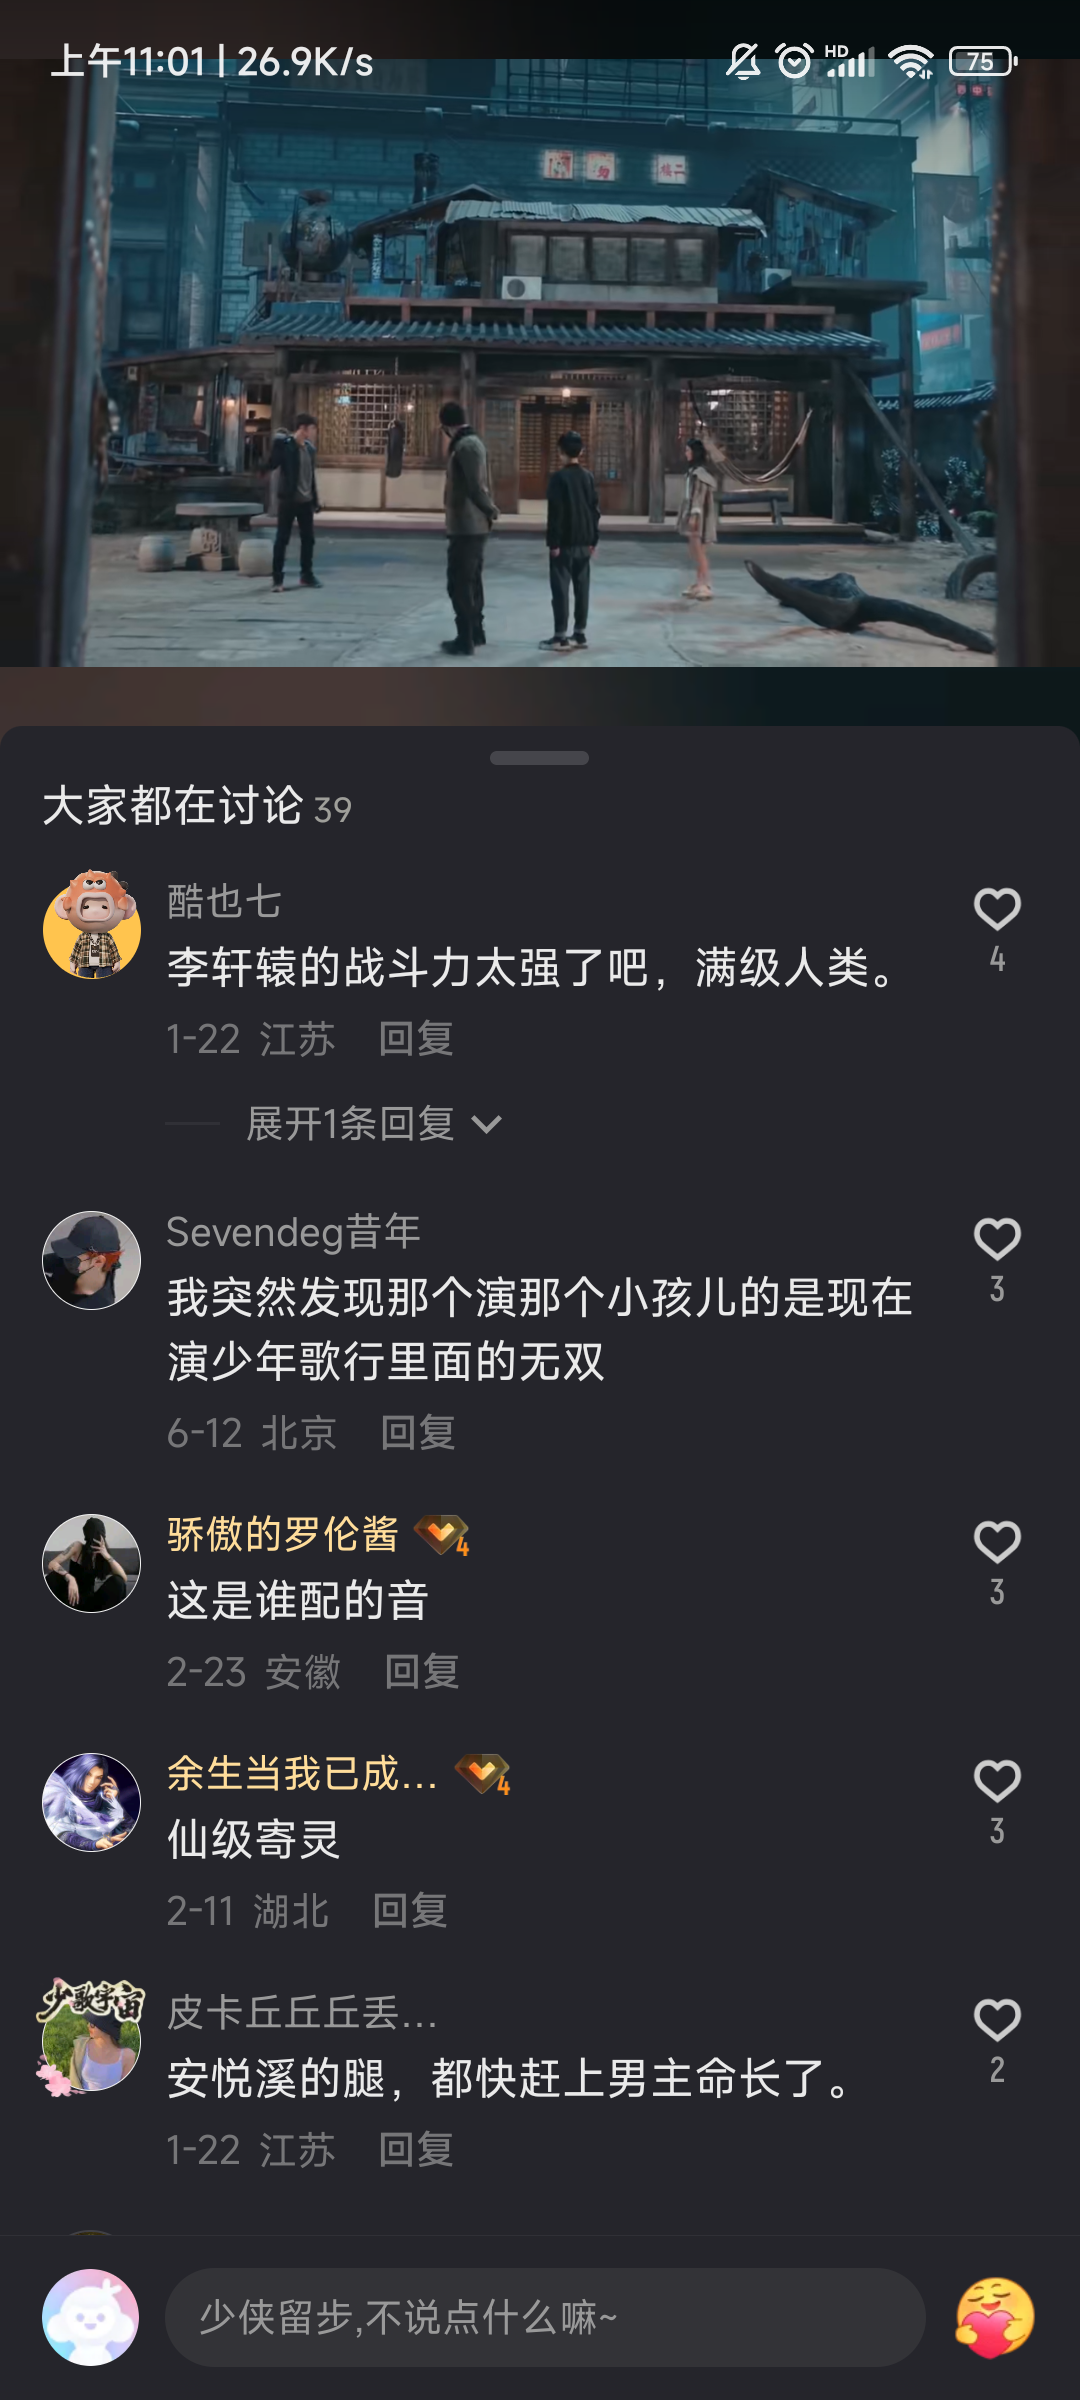 上午11:01 | 26.9K/s
HD
75
二楼
大家都在讨论 39
酷也七
李轩辕的战斗力太强了吧，满级人类。
4
1-22 江苏 回复
展开1条回复
Sevendeg昔年
我突然发现那个演那个小孩儿的是现在
演少年歌行里面的无双
3
6-12 北京 回复
骄傲的罗伦酱 4
这是谁配的音
3
2-23 安徽 回复
余生当我已成... 4
仙级寄灵
3
2-11 湖北 回复
少歌宇宙
皮卡丘丘丘丢...
安悦溪的腿，都快赶上男主命长了。
2
1-22 江苏 回复
少侠留步,不说点什么嘛~